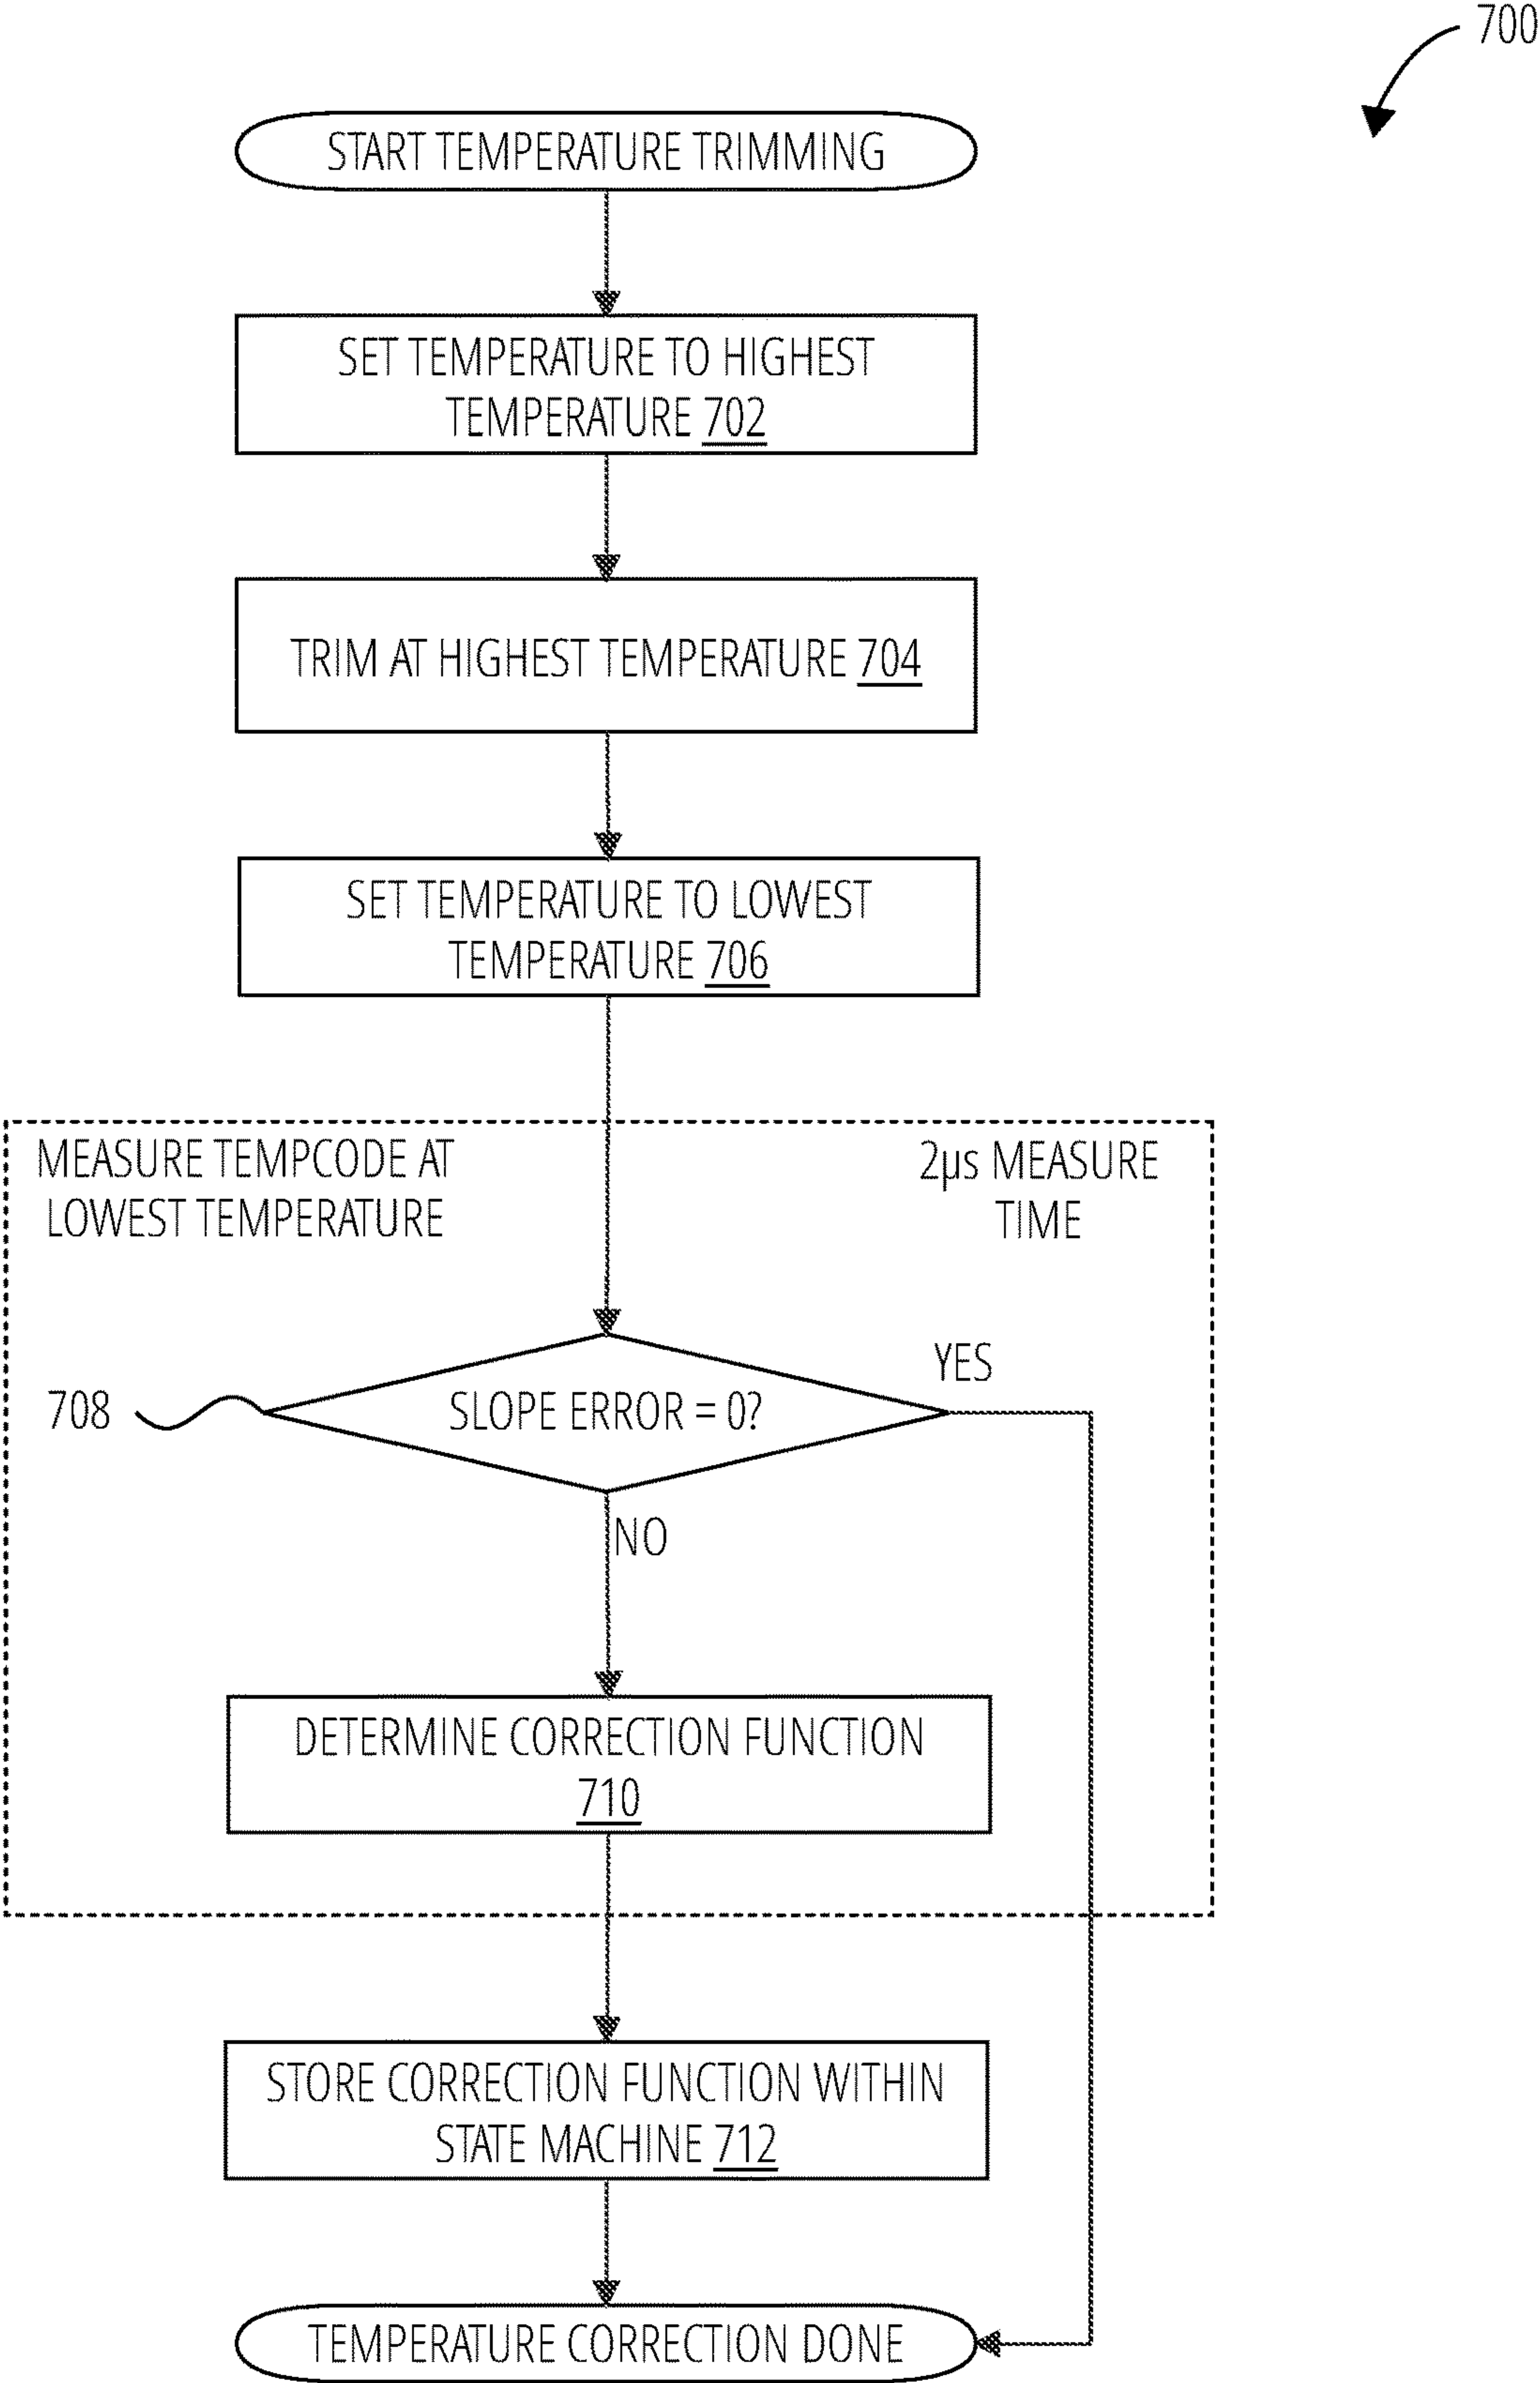 700
START TEMPERATURE TRIMMING
SET TEMPERATURE TO HIGHEST
TEMPERATURE 702
TRIM AT HIGHEST TEMPERATURE 704
SET TEMPERATURE TO LOWEST
TEMPERATURE 706
MEASURE TEMPCODE AT
LOWEST TEMPERATURE
2µs MEASURE
TIME
YES
708
SLOPE ERROR = 0?
NO
DETERMINE CORRECTION FUNCTION
710
STORE CORRECTION FUNCTION WITHIN
STATE MACHINE 712
TEMPERATURE CORRECTION DONE